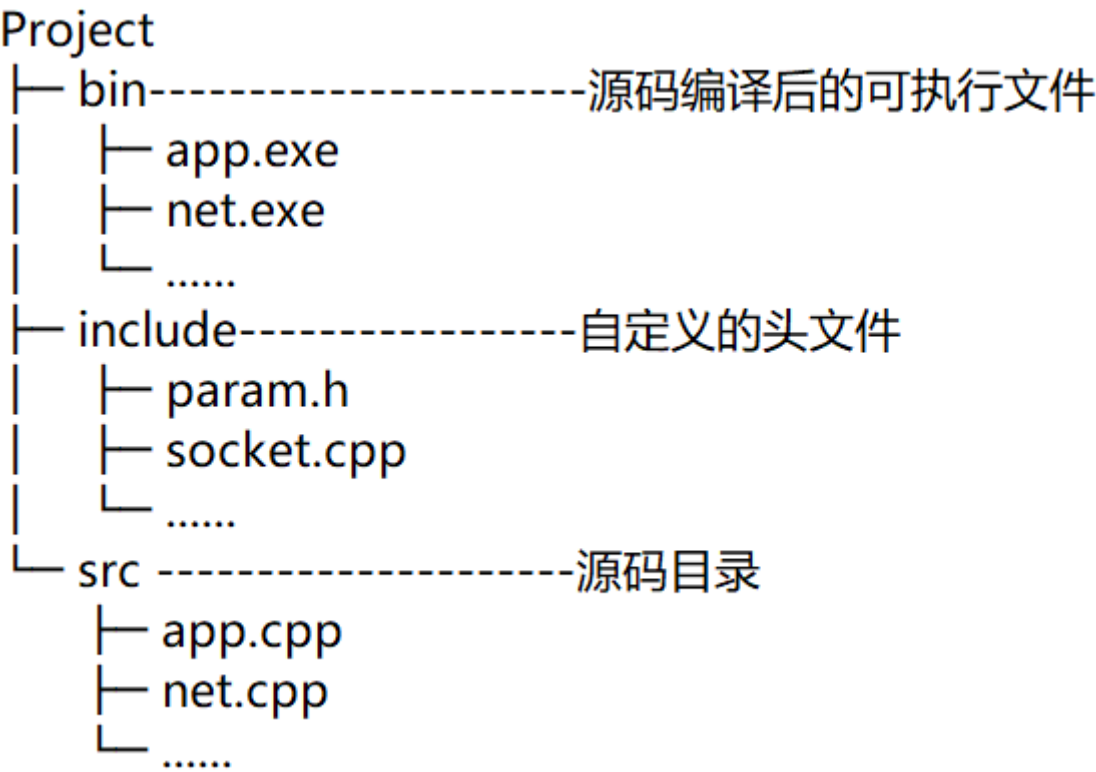 Project
├─ bin----------------------源码编译后的可执行文件
│   ├─ app.exe
│   ├─ net.exe
│   └─ ......
├─ include-----------------自定义的头文件
│   ├─ param.h
│   ├─ socket.cpp
│   └─ ......
└─ src ---------------------源码目录
    ├─ app.cpp
    ├─ net.cpp
    └─ ......